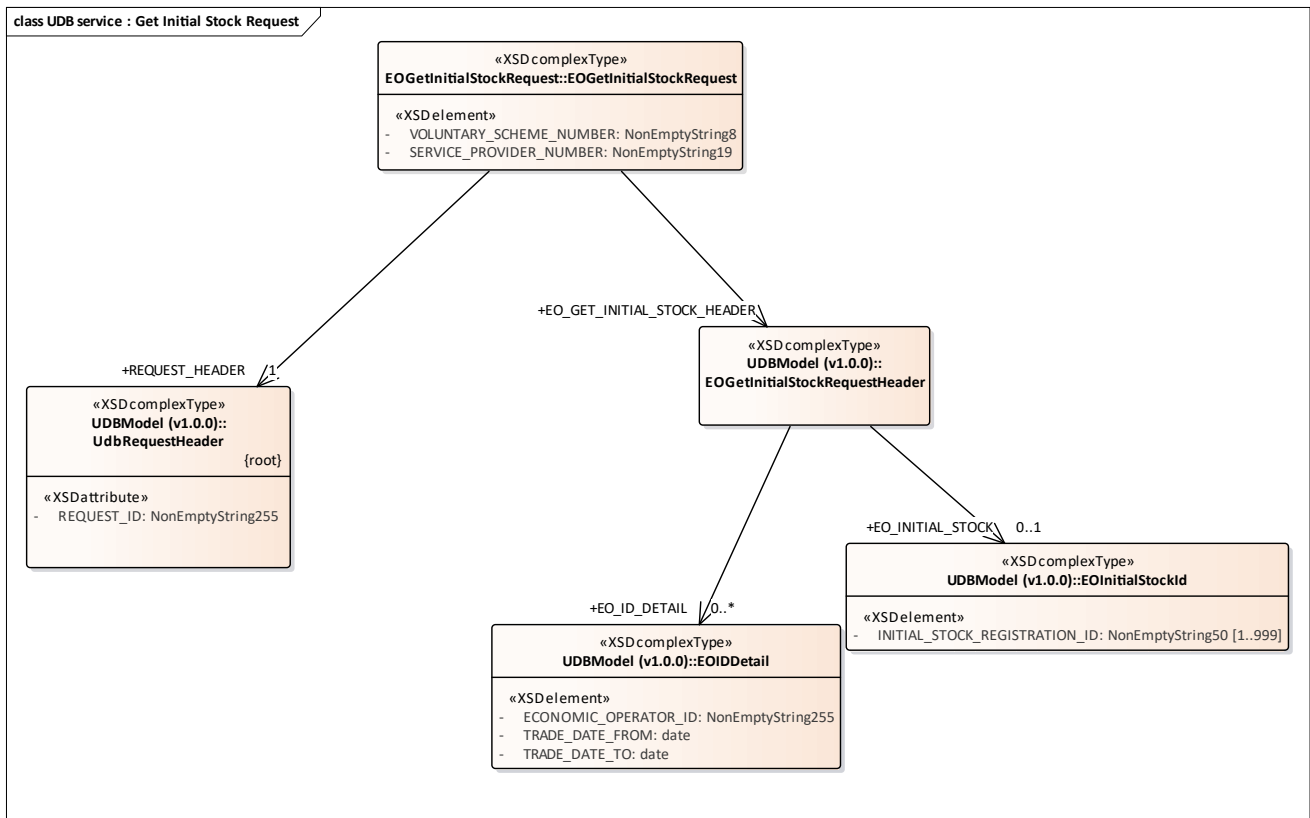 class UDB service : Get Initial Stock Request
«XSDcomplexType»
EOGetInitialStockRequest::EOGetInitialStockRequest
«XSDelement»
- VOLUNTARY_SCHEME_NUMBER: NonEmptyString8
- SERVICE_PROVIDER_NUMBER: NonEmptyString19
+EO_GET_INITIAL_STOCK_HEADER
«XSDcomplexType»
UDBModel (v1.0.0)::
EOGetInitialStockRequestHeader
+REQUEST_HEADER 1
«XSDcomplexType»
UDBModel (v1.0.0)::
UdbRequestHeader
{root}
«XSDattribute»
- REQUEST_ID: NonEmptyString255
+EO_INITIAL_STOCK 0..1
«XSDcomplexType»
UDBModel (v1.0.0)::EOInitialStockId
«XSDelement»
- INITIAL_STOCK_REGISTRATION_ID: NonEmptyString50 [1..999]
+EO_ID_DETAIL 0..*
«XSDcomplexType»
UDBModel (v1.0.0)::EOIDDetail
«XSDelement»
- ECONOMIC_OPERATOR_ID: NonEmptyString255
- TRADE_DATE_FROM: date
- TRADE_DATE_TO: date